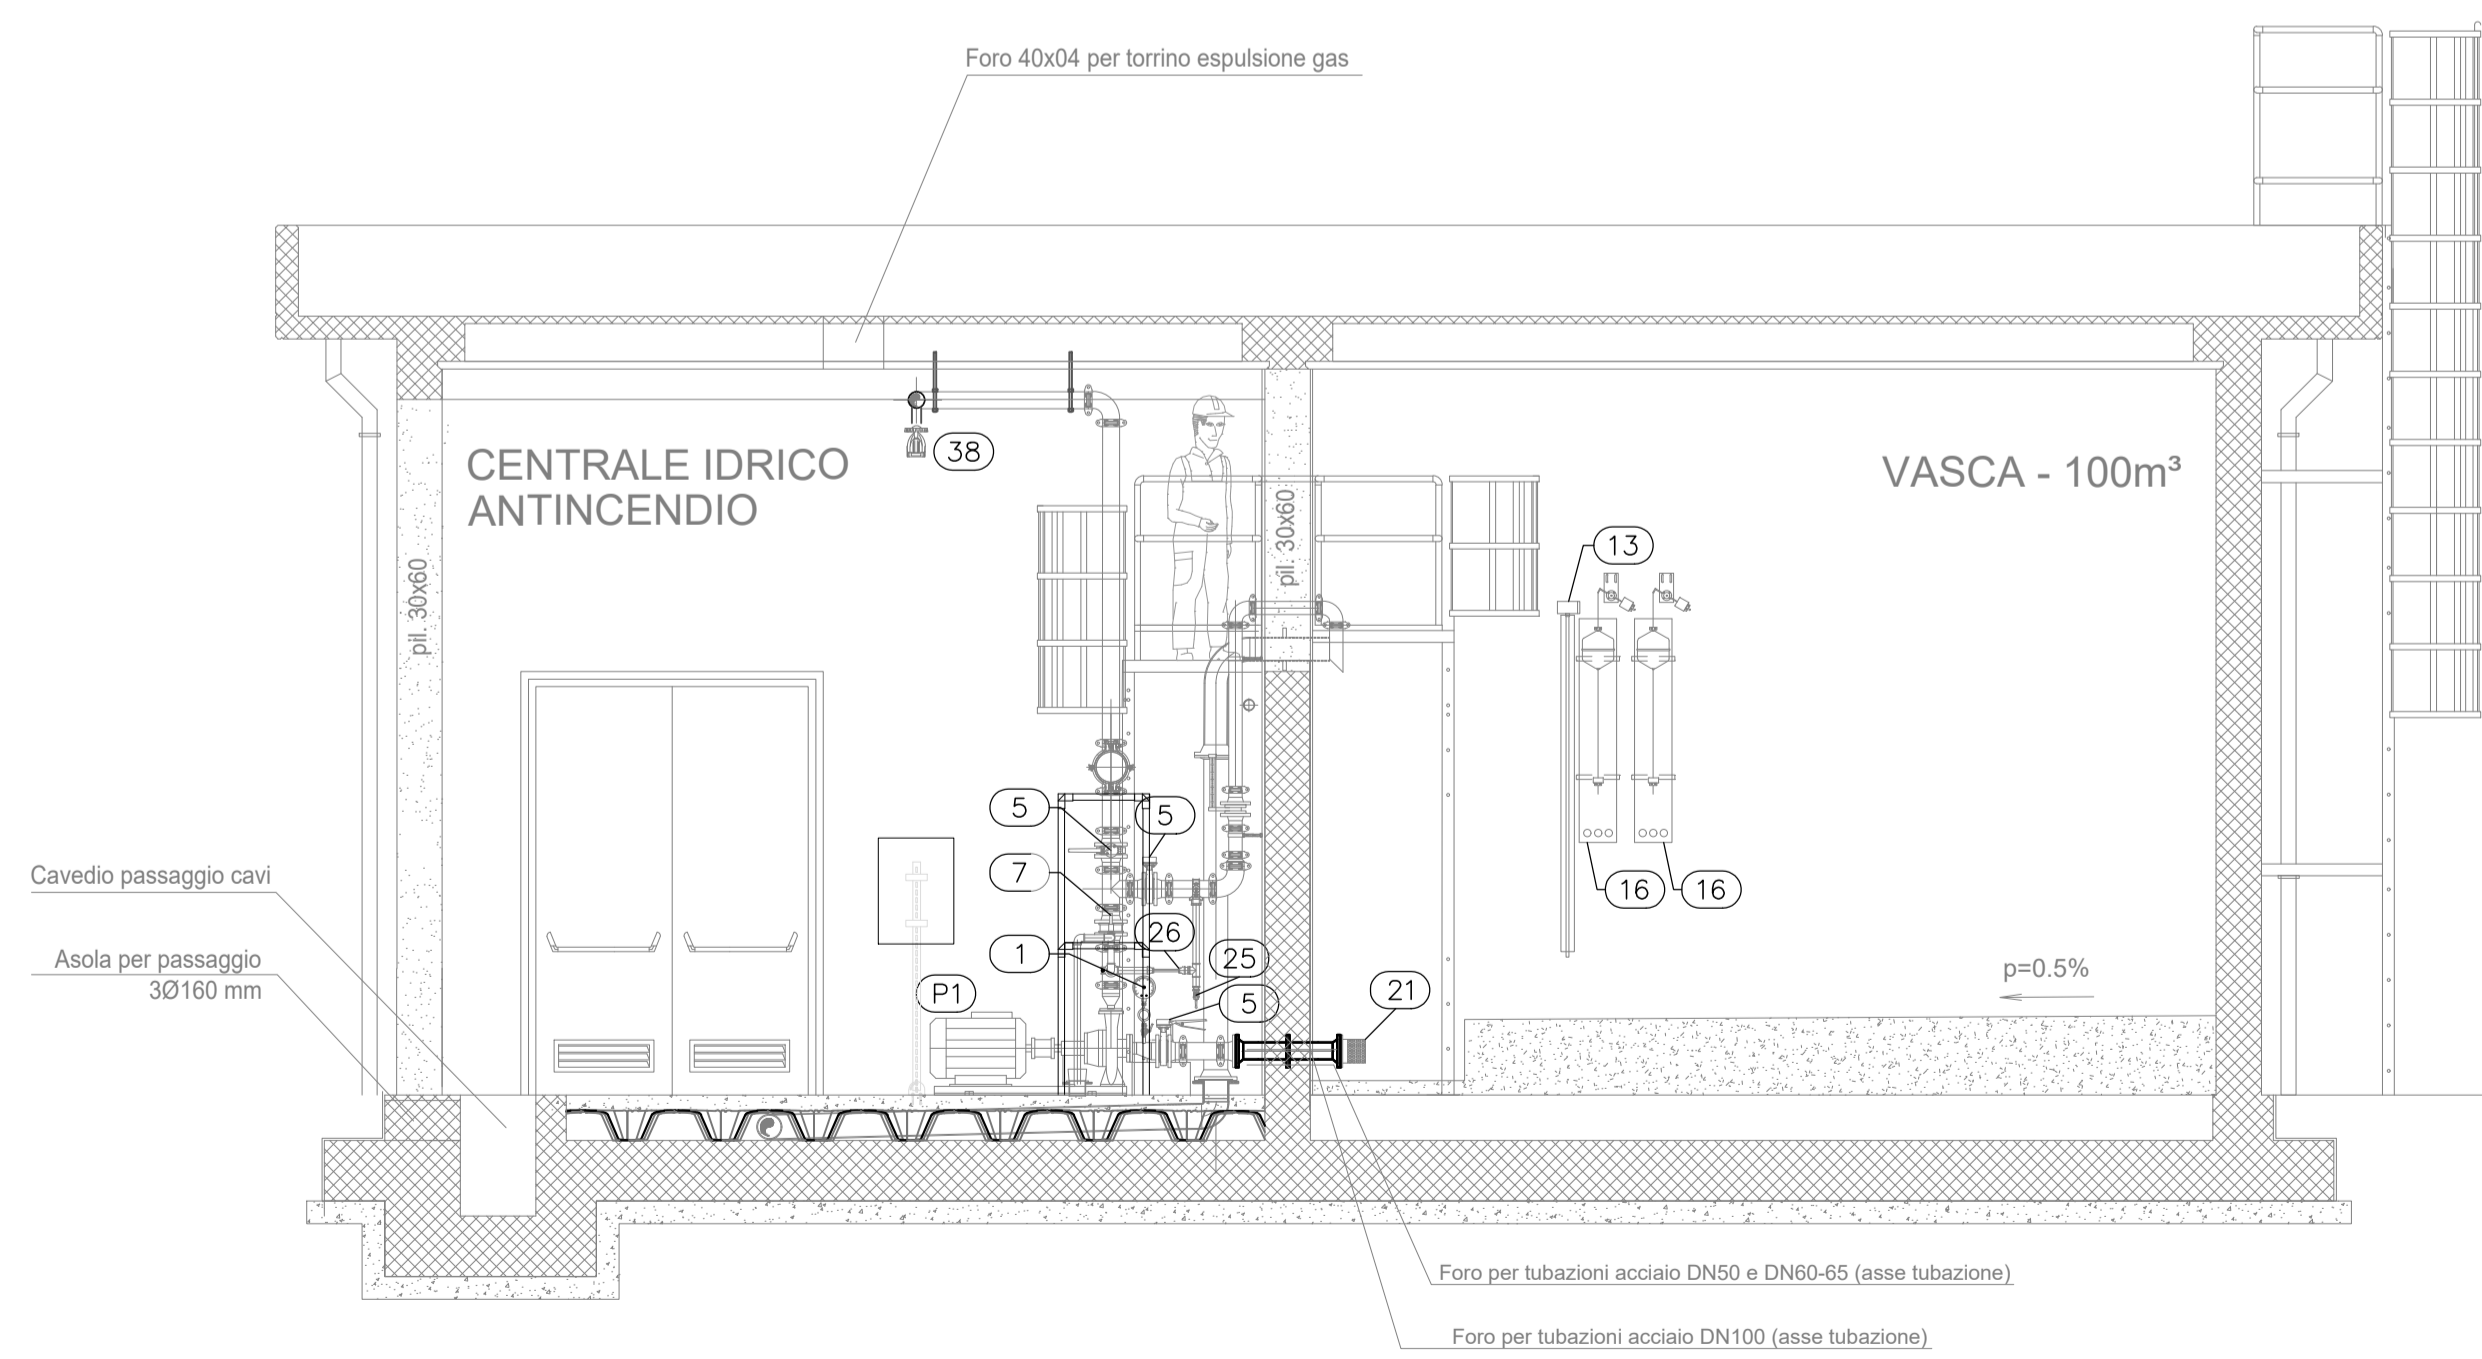 Foro 40x04 per torrino espulsione gas
38
CENTRALE IDRICO
ANTINCENDIO
VASCA - 100m³
pil. 30x60
pil. 30x60
13
5
5
7
16
16
Cavedio passaggio cavi
26
1
25
Asola per passaggio
3Ø160 mm
P1
5
21
p=0.5%
Foro per tubazioni acciaio DN50 e DN60-65 (asse tubazione)
Foro per tubazioni acciaio DN100 (asse tubazione)